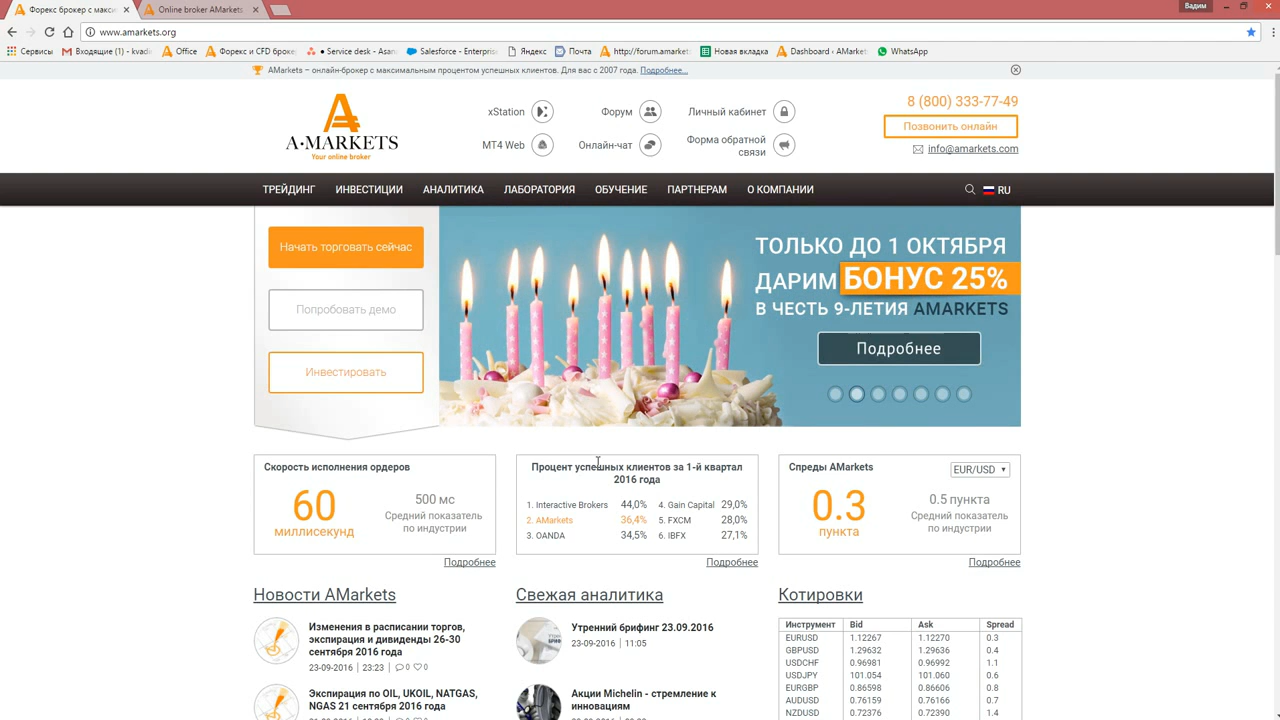 Форекс брокер с макси
Online broker AMarkets
Вадим
www.amarkets.org
Сервисы
Входящие (1) - kvadi
Office
Форекс и CFD броке
Service desk - Asan
Salesforce - Enterpris
Яндекс
Почта
http://forum.amarket
Новая вкладка
Dashboard ‹ AMarket
WhatsApp
AMarkets – онлайн-брокер с максимальным процентом успешных клиентов. Для вас с 2007 года. Подробнее...
A·MARKETS
Your online broker
xStation
Форум
Личный кабинет
MT4 Web
Онлайн-чат
Форма обратной
связи
8 (800) 333-77-49
Позвонить онлайн
info@amarkets.com
ТРЕЙДИНГ ИНВЕСТИЦИИ АНАЛИТИКА ЛАБОРАТОРИЯ ОБУЧЕНИЕ ПАРТНЕРАМ О КОМПАНИИ RU
Начать торговать сейчас
Попробовать демо
Инвестировать
ТОЛЬКО ДО 1 ОКТЯБРЯ
ДАРИМ БОНУС 25%
В ЧЕСТЬ 9-ЛЕТИЯ AMARKETS
Подробнее
Скорость исполнения ордеров
60
миллисекунд
500 мс
Средний показатель
по индустрии
Подробнее
Процент успешных клиентов за 1-й квартал
2016 года
1. Interactive Brokers 44,0% 4. Gain Capital 29,0%
2. AMarkets 36,4% 5. FXCM 28,0%
3. OANDA 34,5% 6. IBFX 27,1%
Подробнее
Спреды AMarkets
EUR/USD
0.3
пункта
0.5 пункта
Средний показатель
по индустрии
Подробнее
Новости AMarkets
Изменения в расписании торгов,
экспирация и дивиденды 26-30
сентября 2016 года
23-09-2016 | 23:23 0 0
Экспирация по OIL, UKOIL, NATGAS,
NGAS 21 сентября 2016 года
Свежая аналитика
Утренний брифинг 23.09.2016
23-09-2016 | 11:05
Акции Michelin - стремление к
инновациям
Котировки
Инструмент Bid Ask Spread
EURUSD 1.12267 1.12270 0.3
GBPUSD 1.29632 1.29636 0.4
USDCHF 0.96981 0.96992 1.1
USDJPY 101.054 101.060 0.6
EURGBP 0.86598 0.86606 0.8
AUDUSD 0.76159 0.76166 0.7
NZDUSD 0.72376 0.72390 1.4